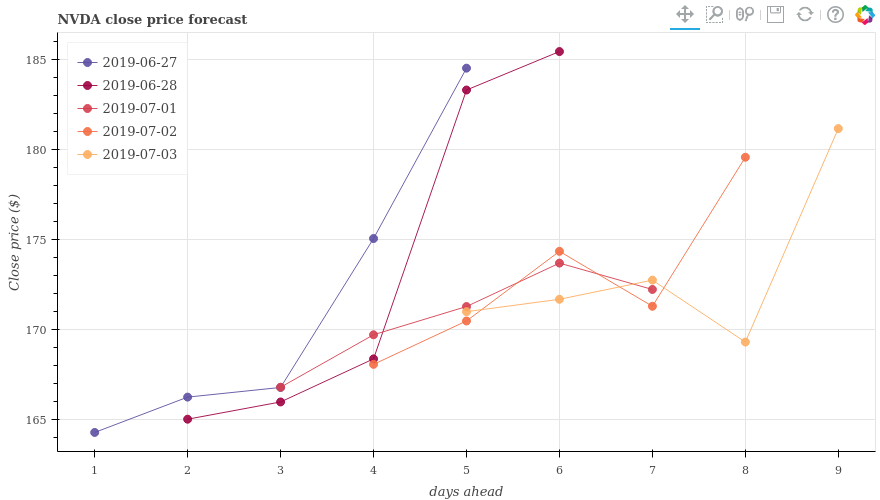 NVDA close price forecast
2019-06-27
2019-06-28
2019-07-01
2019-07-02
2019-07-03
185
180
175
170
165
Close price ($)
1 2 3 4 5 6 7 8 9
days ahead